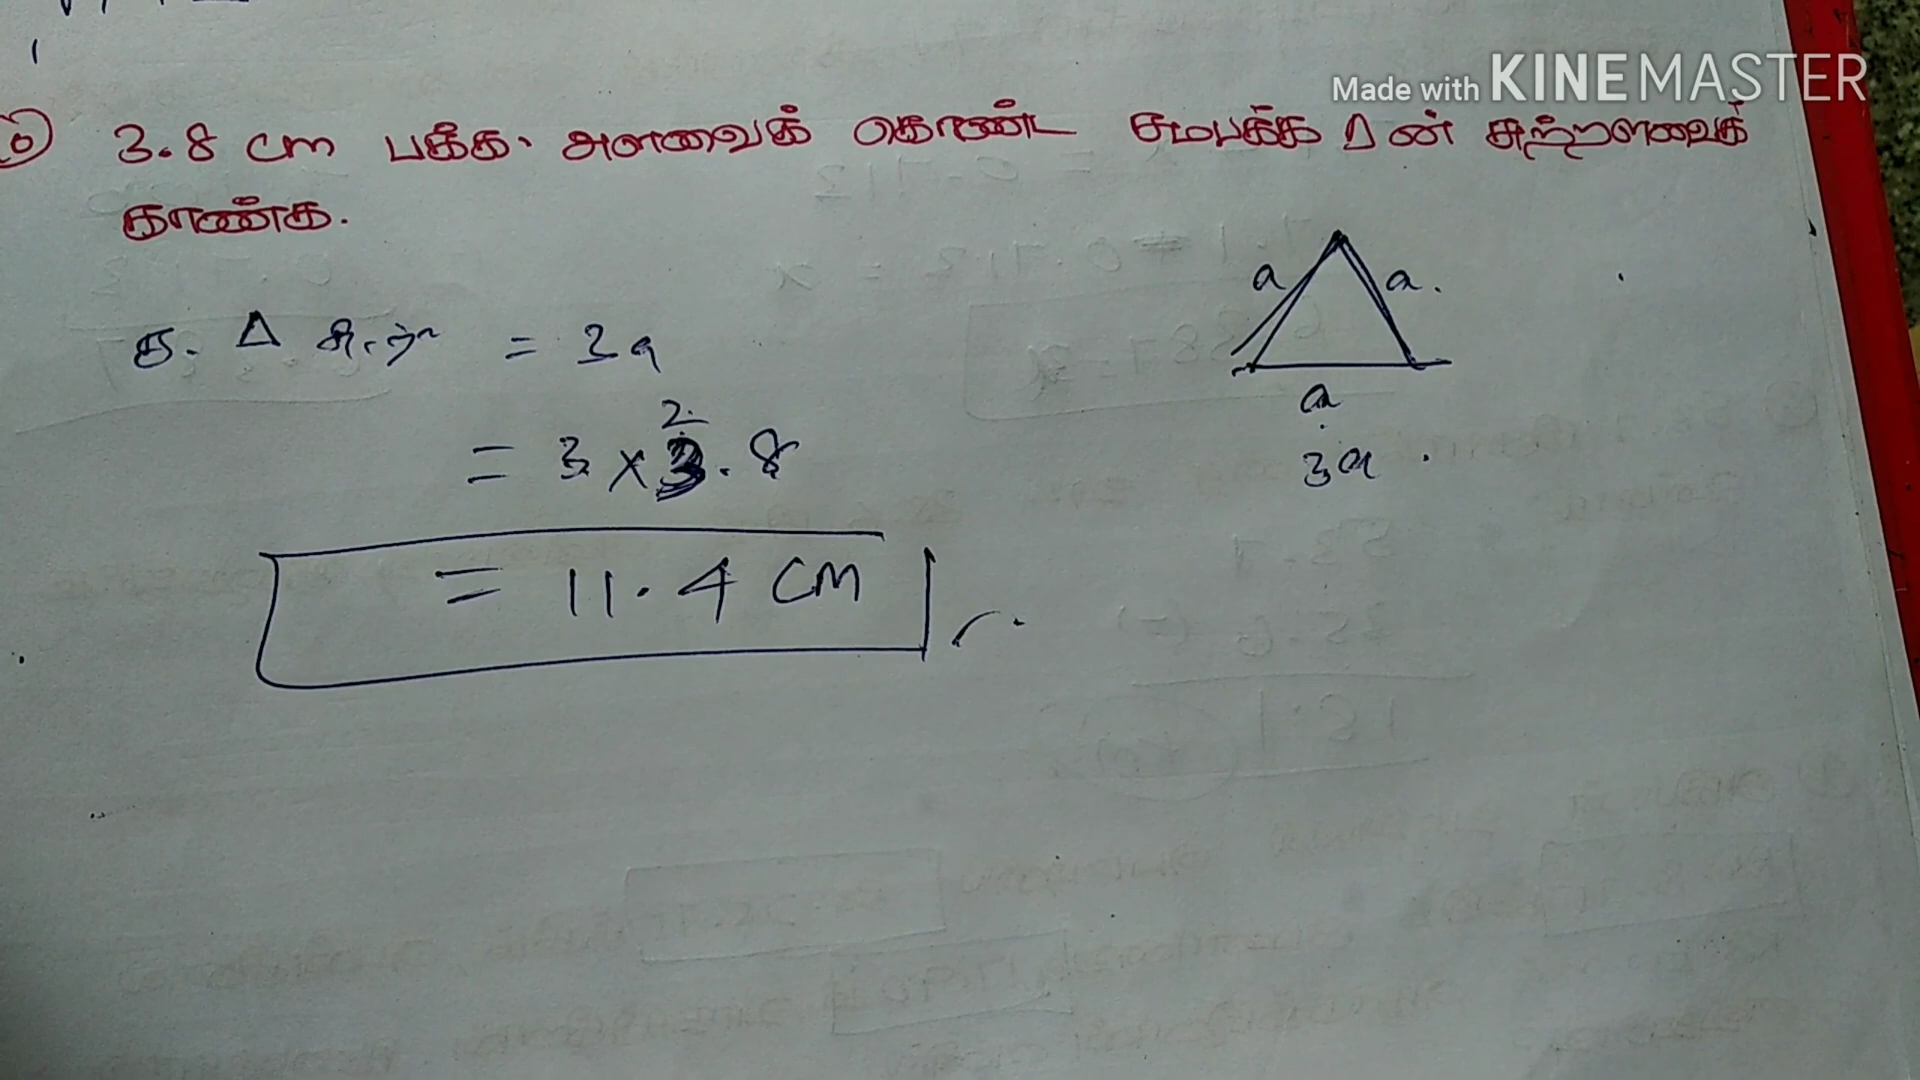 Made with KINEMASTER
3.8 cm பக்க அளவைக் கொண்ட சமபக்க Δ ன் சுற்றளவைக்
காண்க.
a a.
ச. Δ சு.ற் = 3a
a
2
= 3 × 3.8
3a
= 11.4 cm